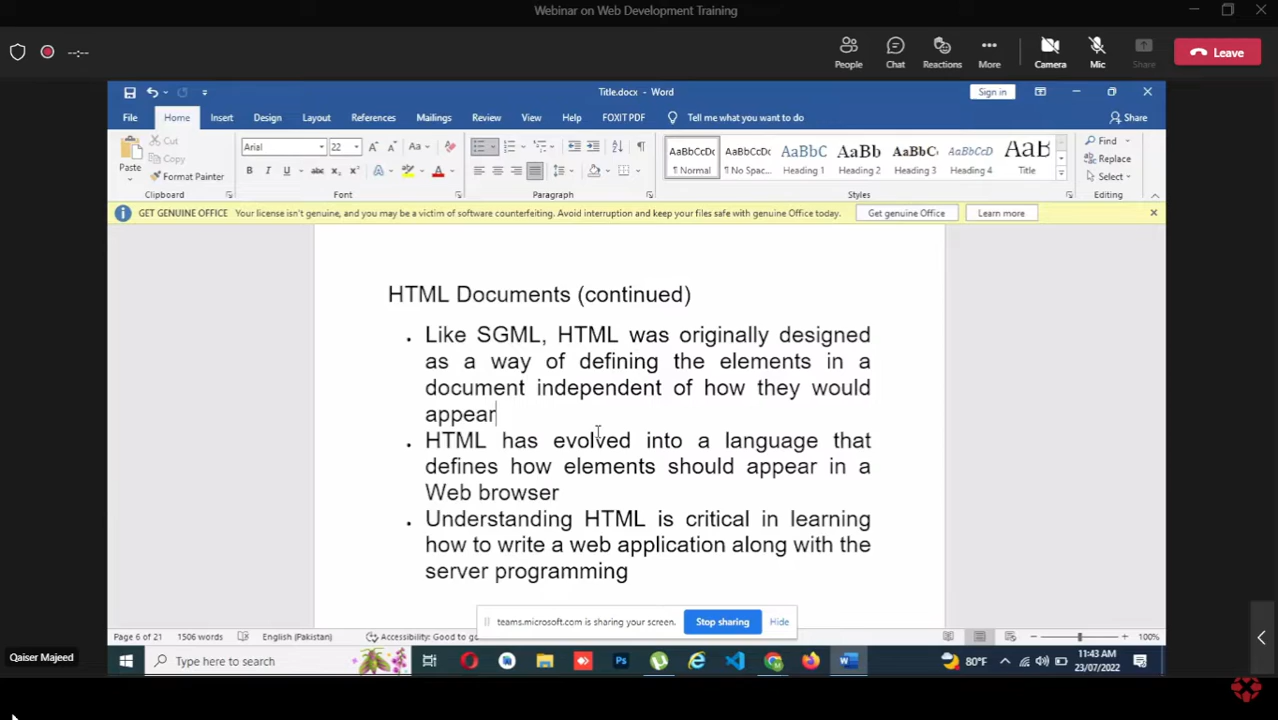 Webinar on Web Development Training
--:--
People Chat Reactions More Camera Mic Share Leave
Title.docx - Word Sign in
File Home Insert Design Layout References Mailings Review View Help FOXIT PDF Tell me what you want to do Share
Paste Cut Copy Format Painter
Arial 22
AaBbCcDc AaBbCcDc AaBbC AaBb AaBbC AaBbCcD AaB
¶ Normal ¶ No Spac... Heading 1 Heading 2 Heading 3 Heading 4 Title
Find Replace Select
Clipboard Font Paragraph Styles Editing
GET GENUINE OFFICE Your license isn't genuine, and you may be a victim of software counterfeiting. Avoid interruption and keep your files safe with genuine Office today. Get genuine Office Learn more
HTML Documents (continued)
• Like SGML, HTML was originally designed
as a way of defining the elements in a
document independent of how they would
appear
• HTML has evolved into a language that
defines how elements should appear in a
Web browser
• Understanding HTML is critical in learning
how to write a web application along with the
server programming
teams.microsoft.com is sharing your screen. Stop sharing Hide
Page 6 of 21 1506 words English (Pakistan) Accessibility: Good to go 100%
Qaiser Majeed
Type here to search 80°F 11:43 AM
23/07/2022